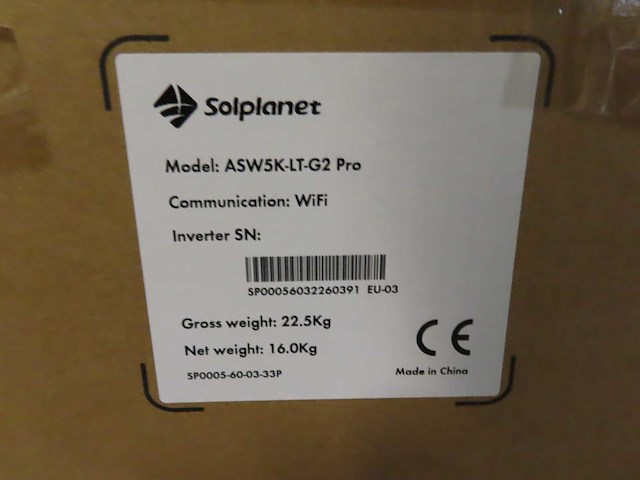 Solplanet
Model: ASW5K-LT-G2 Pro
Communication: WiFi
Inverter SN:
SP00056032260391 EU-03
Gross weight: 22.5Kg
Net weight: 16.0Kg
CE
SP0005-60-03-33P
Made in China